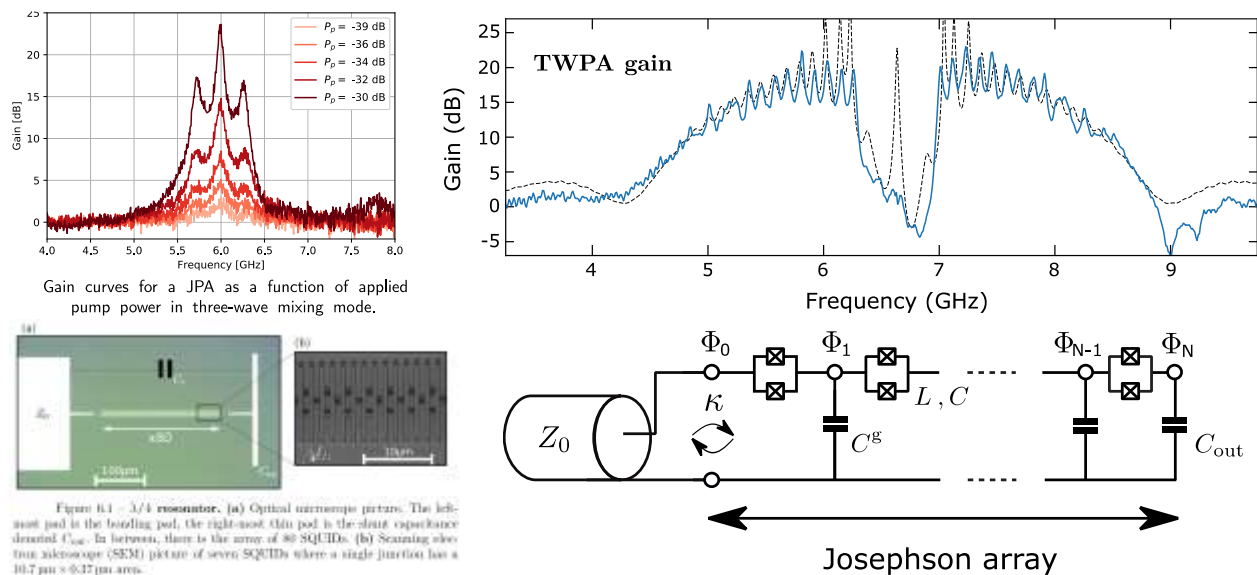 25
20
15
10
5
0
Gain [dB]
P_p = -39 dB
P_p = -36 dB
P_p = -34 dB
P_p = -32 dB
P_p = -30 dB
4.0 4.5 5.0 5.5 6.0 6.5 7.0 7.5 8.0
Frequency [GHz]
Gain curves for a JPA as a function of applied
pump power in three-wave mixing mode.
TWPA gain
25
20
15
10
5
0
−5
Gain (dB)
4 5 6 7 8 9
Frequency (GHz)
(a)
(b)
x80
100μm
10μm
Figure 6.1 – λ/4 resonator. (a) Optical microscope picture. The left-
most pad is the bonding pad, the right-most thin pad is the shunt capacitance
denoted C_out. In between, there is the array of 80 SQUIDs. (b) Scanning elec-
tron microscope (SEM) picture of seven SQUIDs where a single junction has a
10.7 μm × 0.37 μm area.
Φ_0 Φ_1 Φ_N-1 Φ_N
L , C
κ
Z_0
C^g
C_out
Josephson array